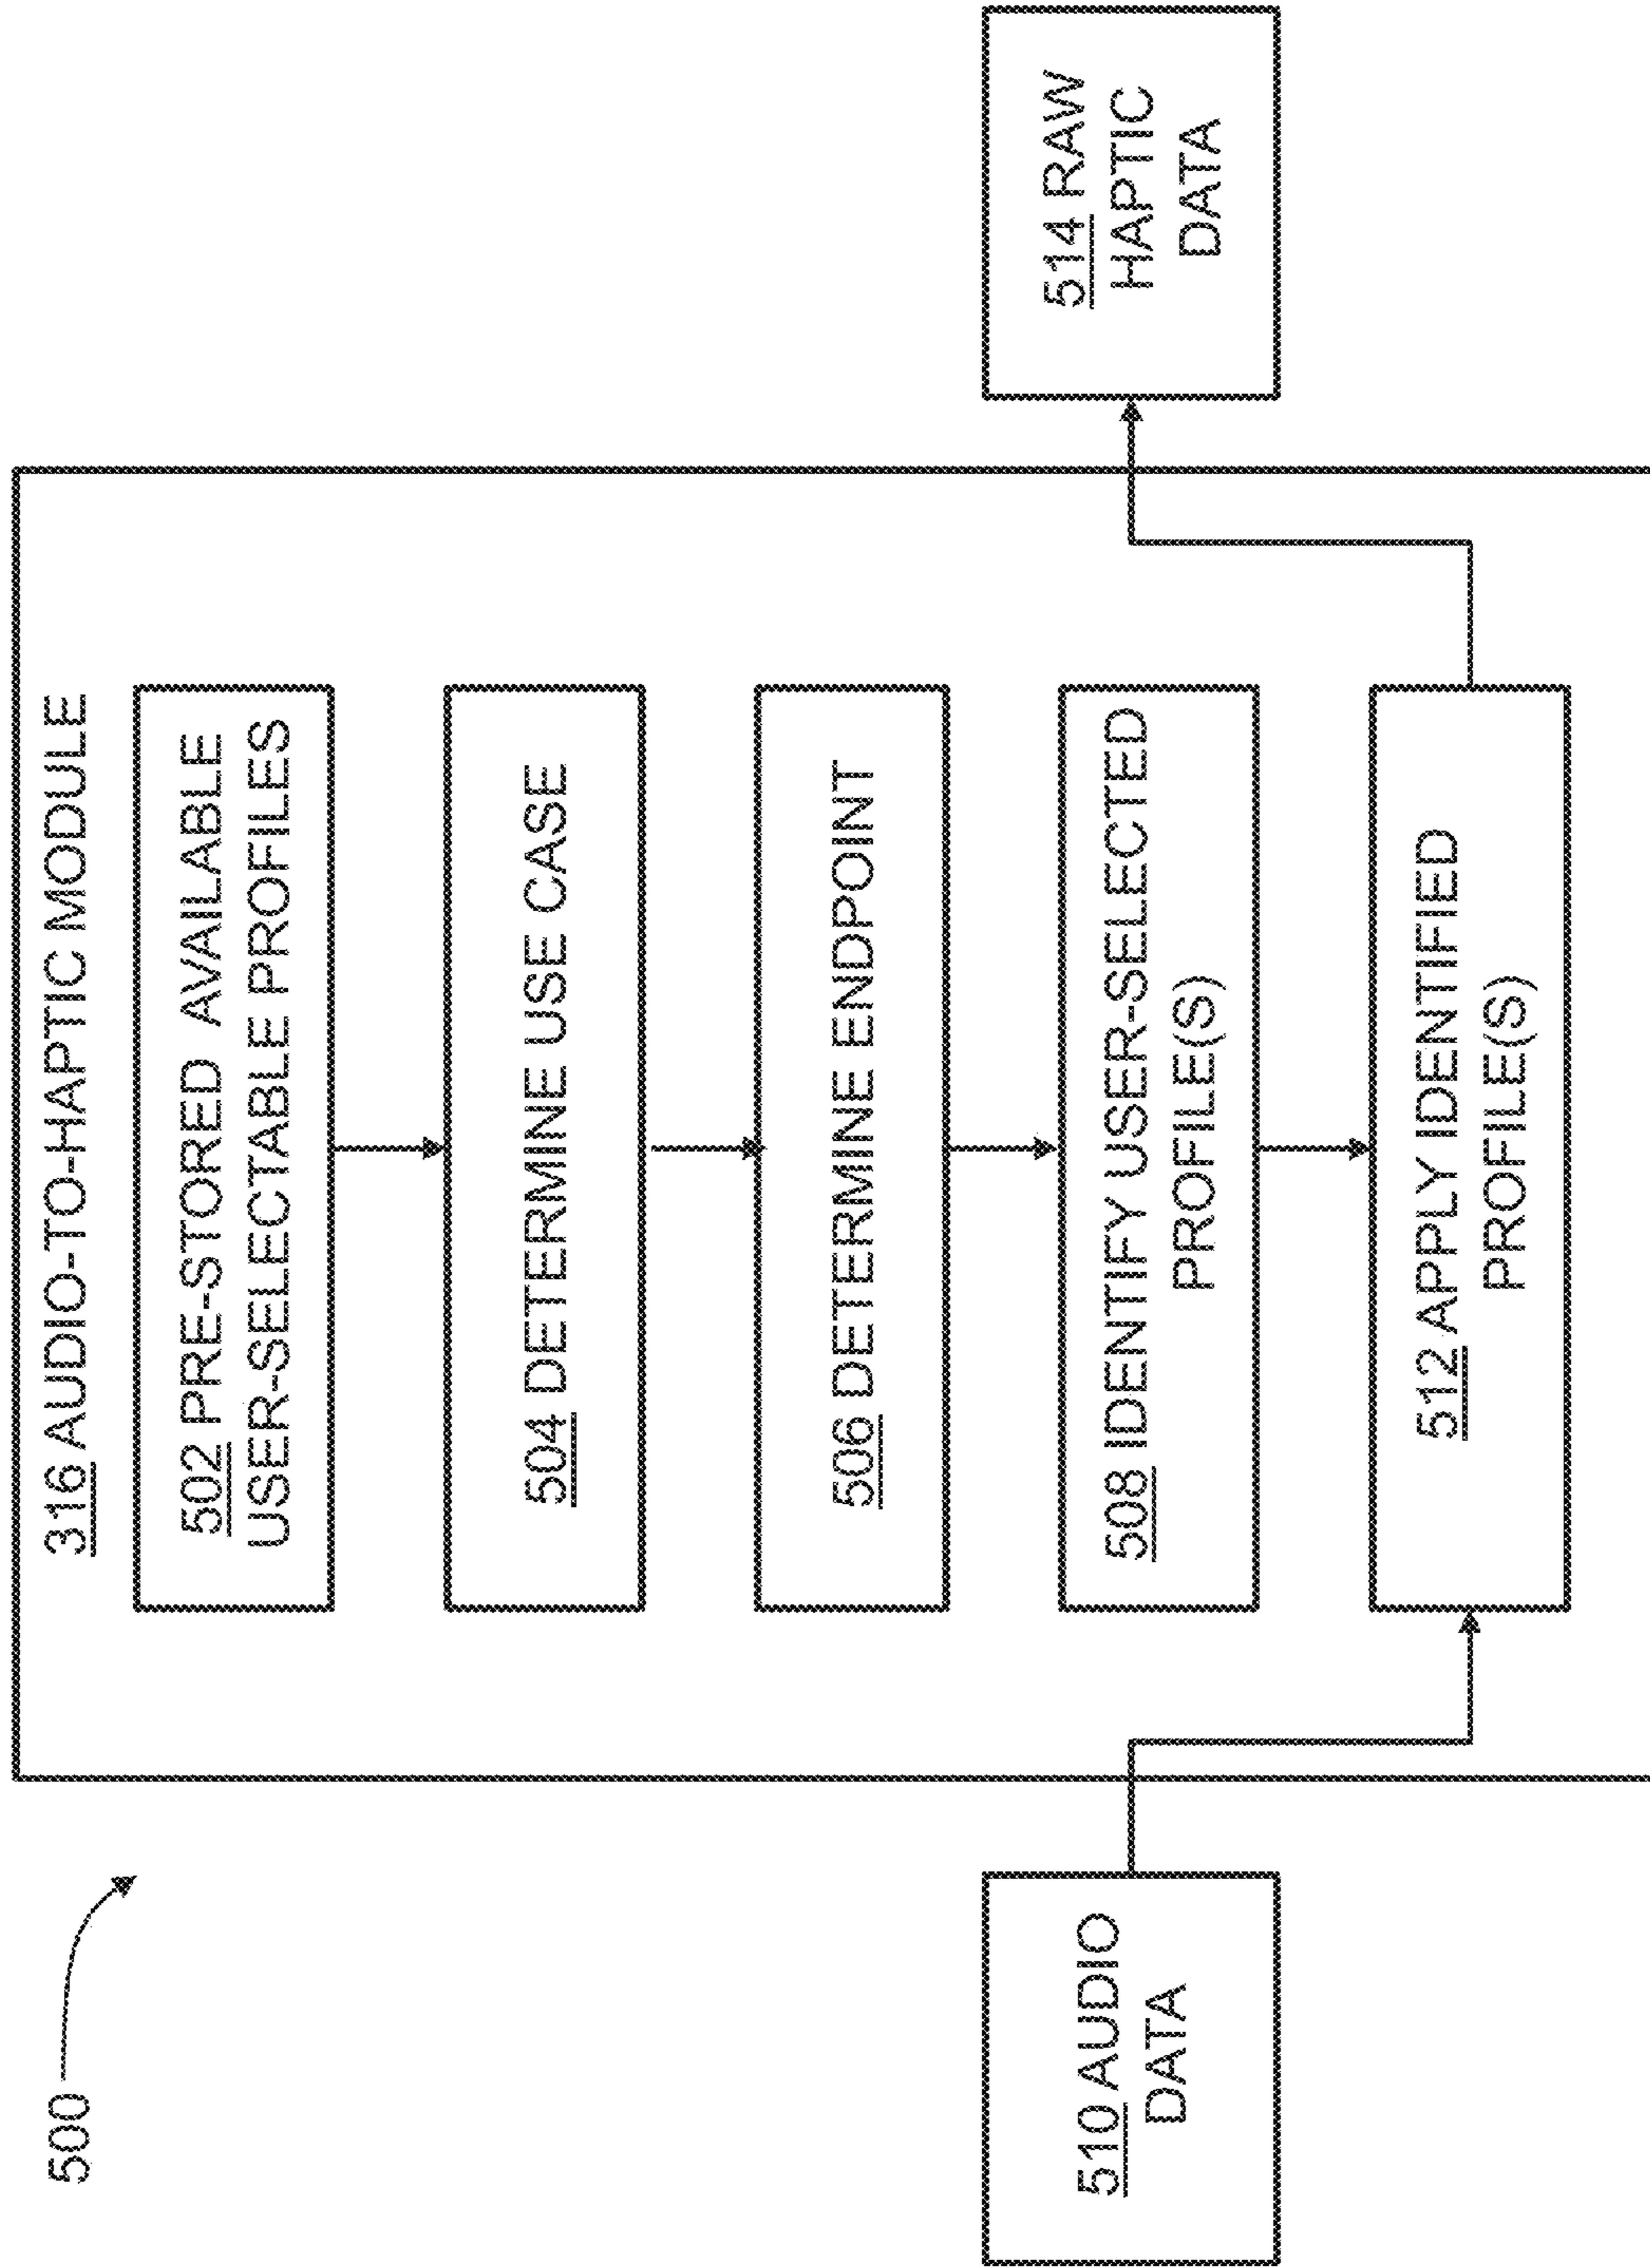 500
316 AUDIO-TO-HAPTIC MODULE
502 PRE-STORED AVAILABLE
USER-SELECTABLE PROFILES
504 DETERMINE USE CASE
506 DETERMINE ENDPOINT
508 IDENTIFY USER-SELECTED
PROFILE(S)
510 AUDIO
DATA
512 APPLY IDENTIFIED
PROFILE(S)
514 RAW
HAPTIC
DATA